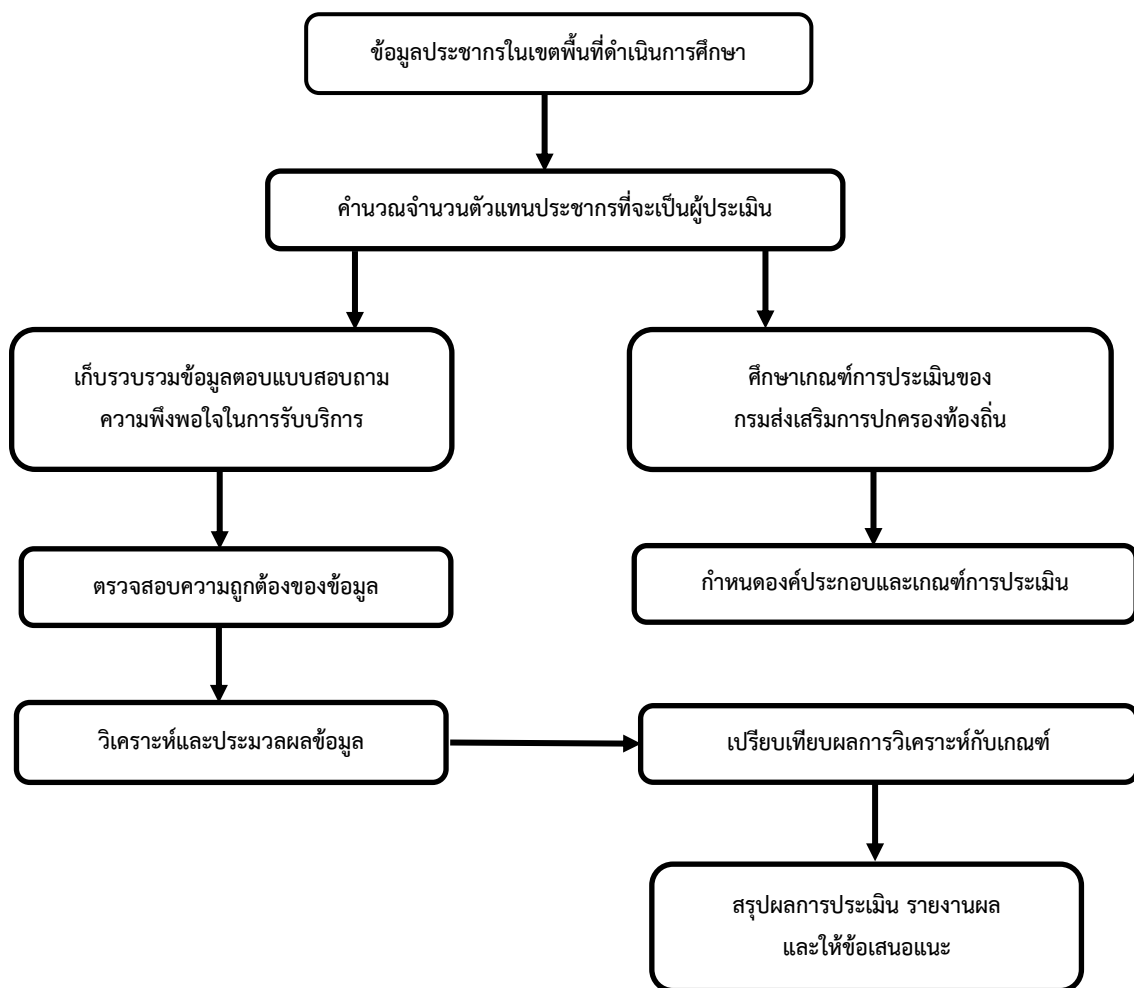 ข้อมูลประชากรในเขตพื้นที่ดำเนินการศึกษา
คำนวณจำนวนตัวแทนประชากรที่จะเป็นผู้ประเมิน
เก็บรวบรวมข้อมูลตอบแบบสอบถาม
ความพึงพอใจในการรับบริการ
ศึกษาเกณฑ์การประเมินของ
กรมส่งเสริมการปกครองท้องถิ่น
ตรวจสอบความถูกต้องของข้อมูล
กำหนดองค์ประกอบและเกณฑ์การประเมิน
วิเคราะห์และประมวลผลข้อมูล
เปรียบเทียบผลการวิเคราะห์กับเกณฑ์
สรุปผลการประเมิน รายงานผล
และให้ข้อเสนอแนะ